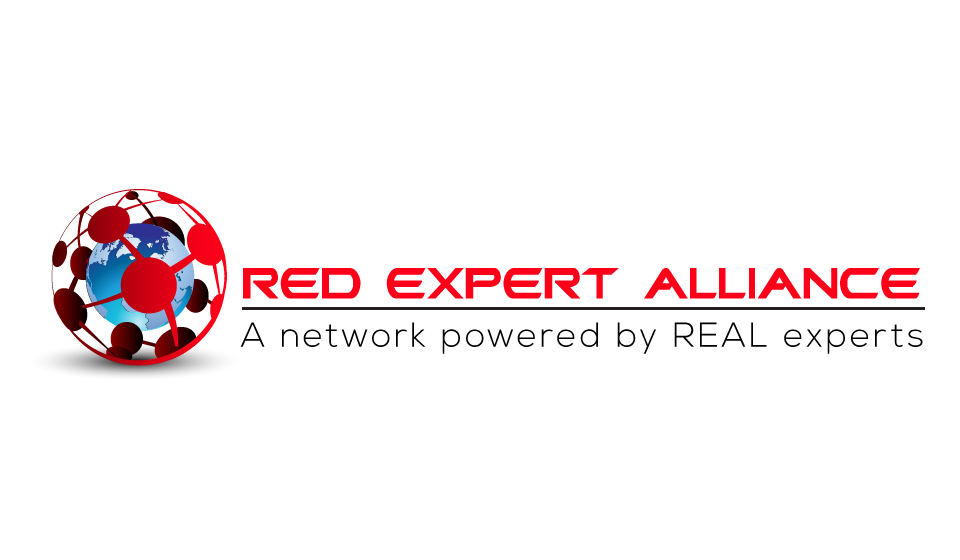 RED EXPERT ALLIANCE
A network powered by REAL experts